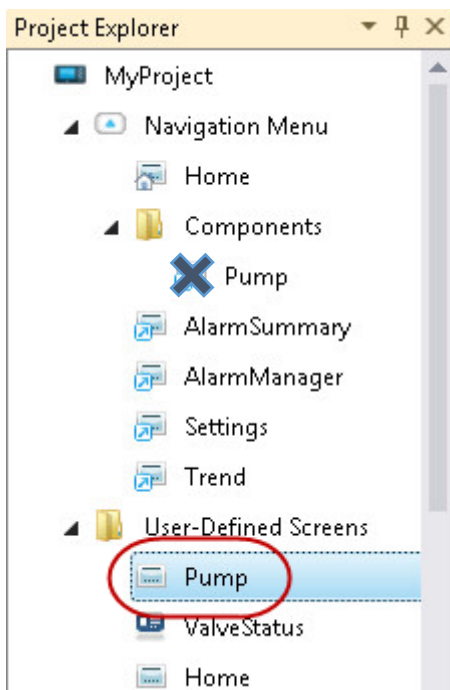 Project Explorer
MyProject
Navigation Menu
Home
Components
Pump
AlarmSummary
AlarmManager
Settings
Trend
User-Defined Screens
Pump
ValveStatus
Home